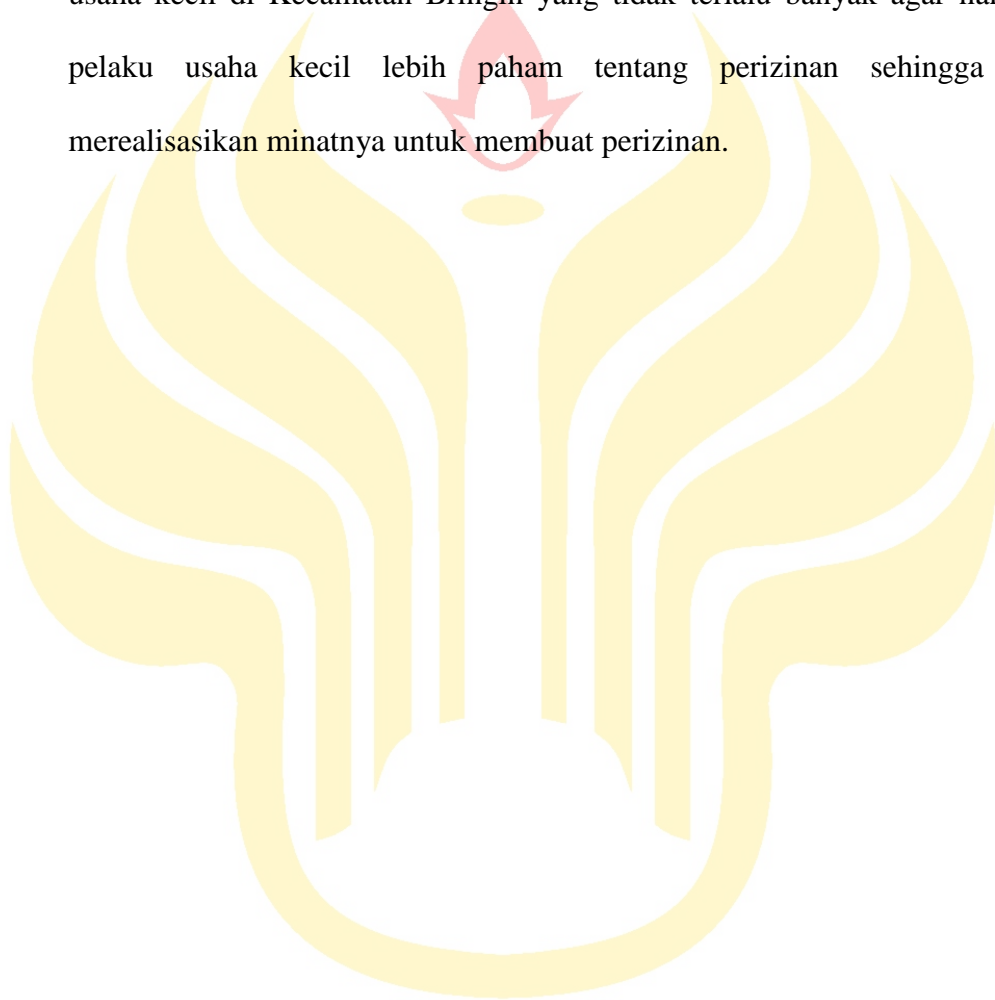 usaha kecil di Kecamatan Bringin yang tidak terlalu banyak agar
pelaku usaha kecil lebih paham tentang perizinan sehingga
merealisasikan minatnya untuk membuat perizinan.